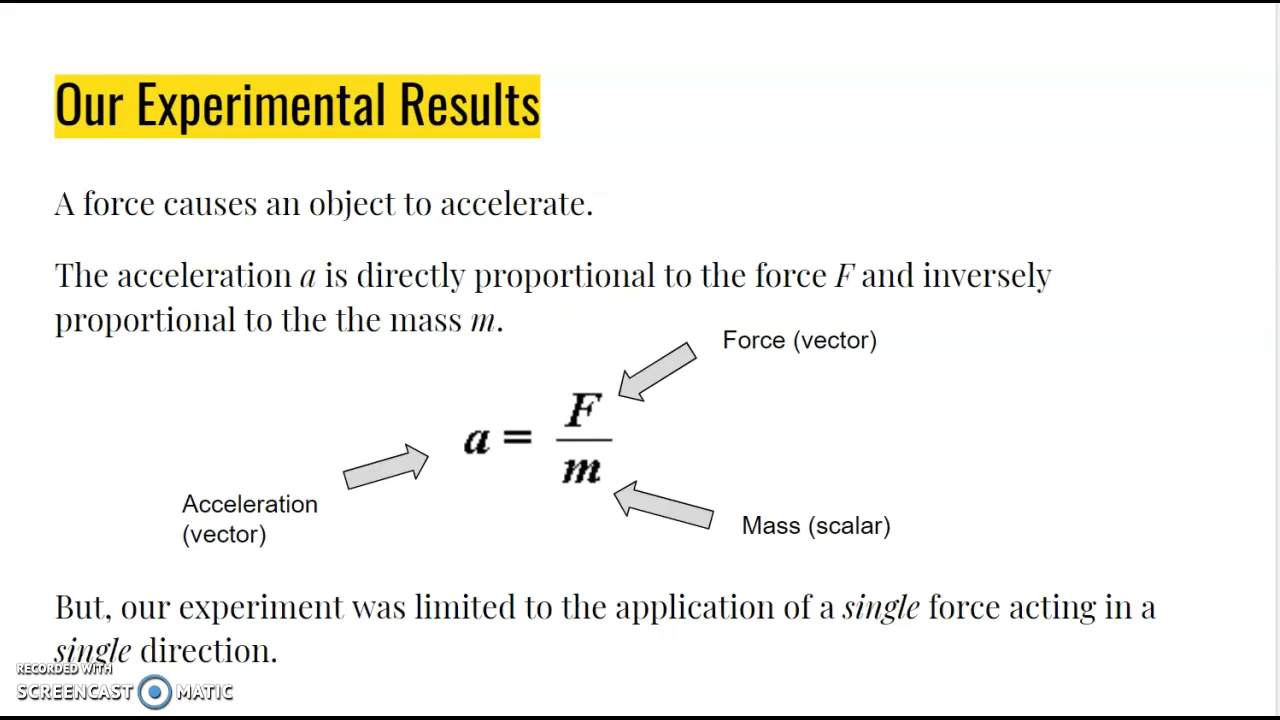 Our Experimental Results
A force causes an object to accelerate.
The acceleration a is directly proportional to the force F and inversely
proportional to the the mass m.
Force (vector)
a = F
m
Acceleration
(vector)
Mass (scalar)
But, our experiment was limited to the application of a single force acting in a
single direction.
RECORDED WITH
SCREENCAST MATIC